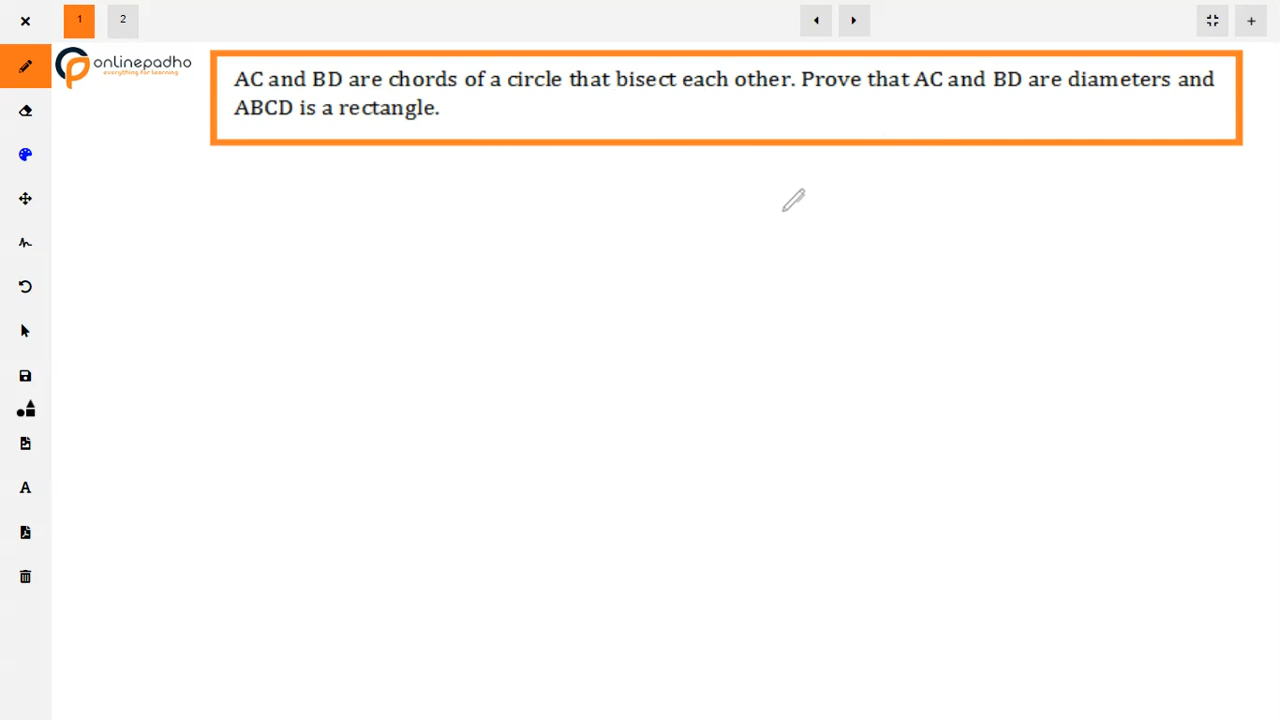 1
2
onlinepadho
everything for learning
AC and BD are chords of a circle that bisect each other. Prove that AC and BD are diameters and
ABCD is a rectangle.
A